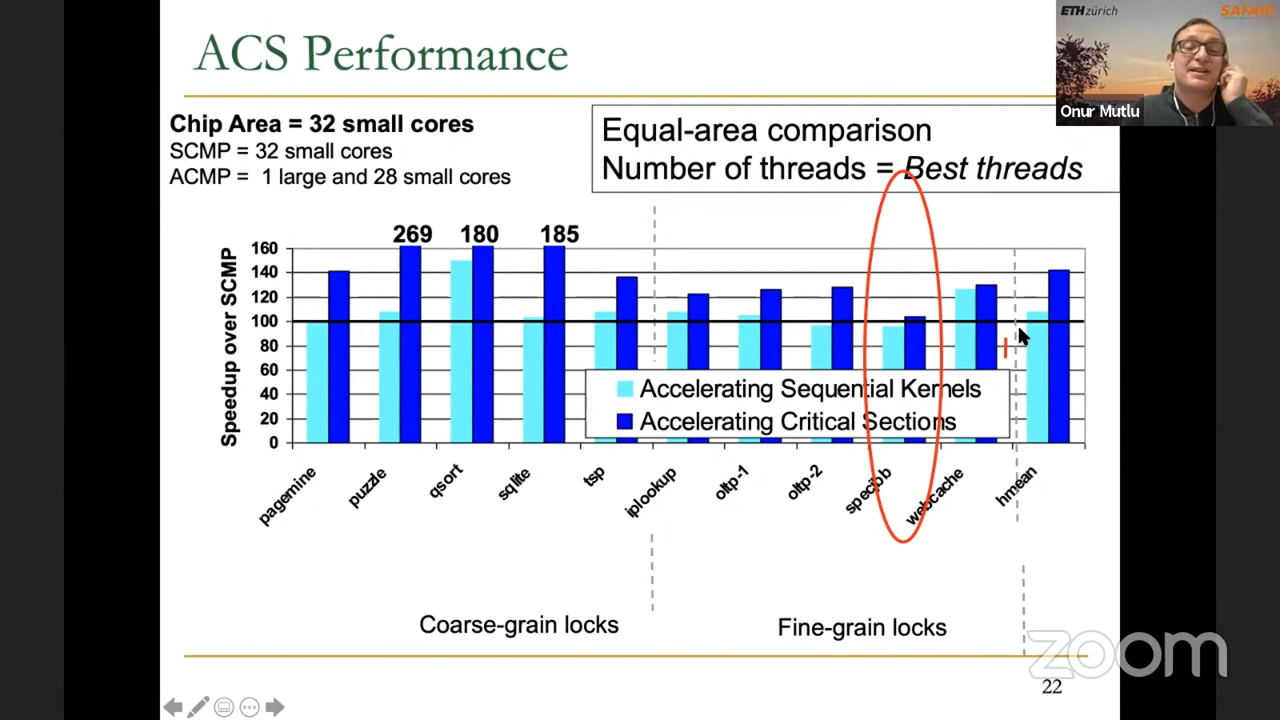 ACS Performance
ETH zürich
SAFARI
Onur Mutlu
Chip Area = 32 small cores
SCMP = 32 small cores
ACMP = 1 large and 28 small cores
Equal-area comparison
Number of threads = Best threads
269 180 185
Speedup over SCMP
160
140
120
100
80
60
40
20
0
Accelerating Sequential Kernels
Accelerating Critical Sections
pagemine
puzzle
qsort
sqlite
tsp
iplookup
oltp-1
oltp-2
specjbb
webcache
hmean
Coarse-grain locks
Fine-grain locks
zoom
22